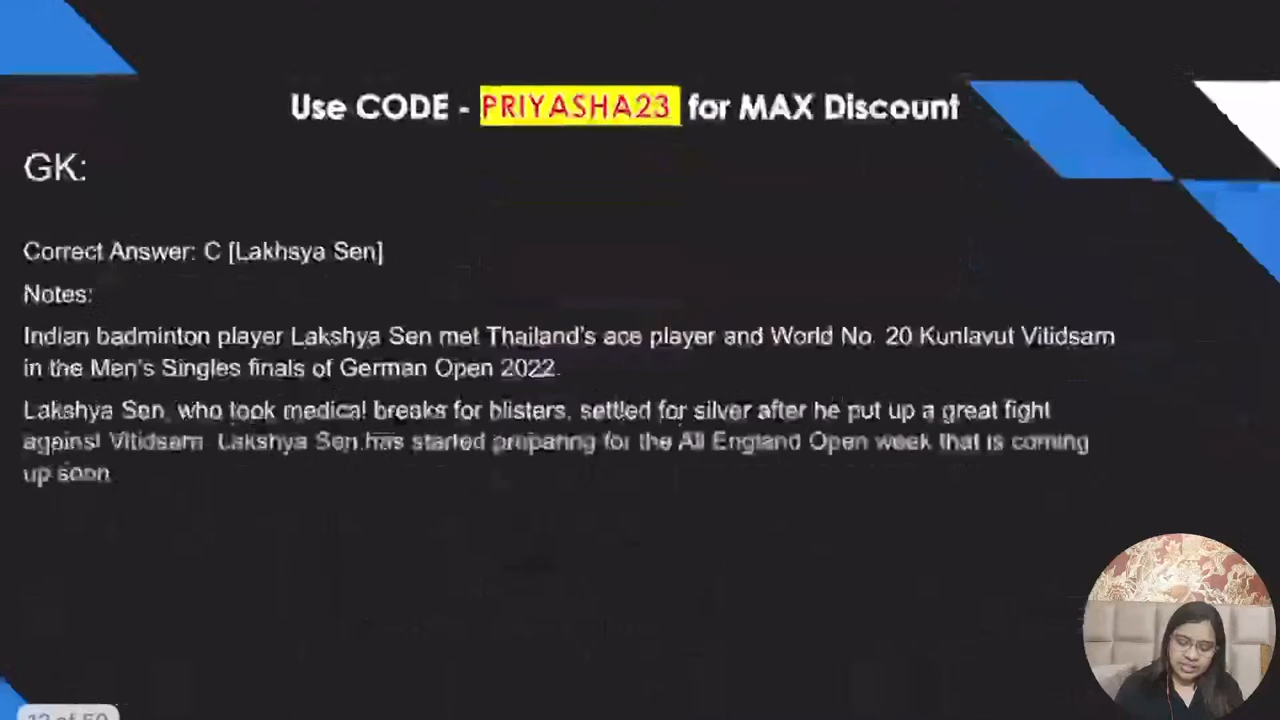 Use CODE - PRIYASHA23 for MAX Discount
GK:
Correct Answer: C [Lakhsya Sen]
Notes:
Indian badminton player Lakshya Sen met Thailand's ace player and World No. 20 Kunlavut Vitidsam
in the Men's Singles finals of German Open 2022.
Lakshya Sen, who took medical breaks for blisters, settled for silver after he put up a great fight
against Vitidsam. Lakshya Sen has started preparing for the All England Open week that is coming
up soon.
12 of 50